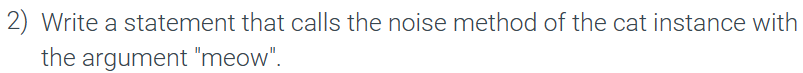 2) Write a statement that calls the noise method of the cat instance with
the argument "meow".